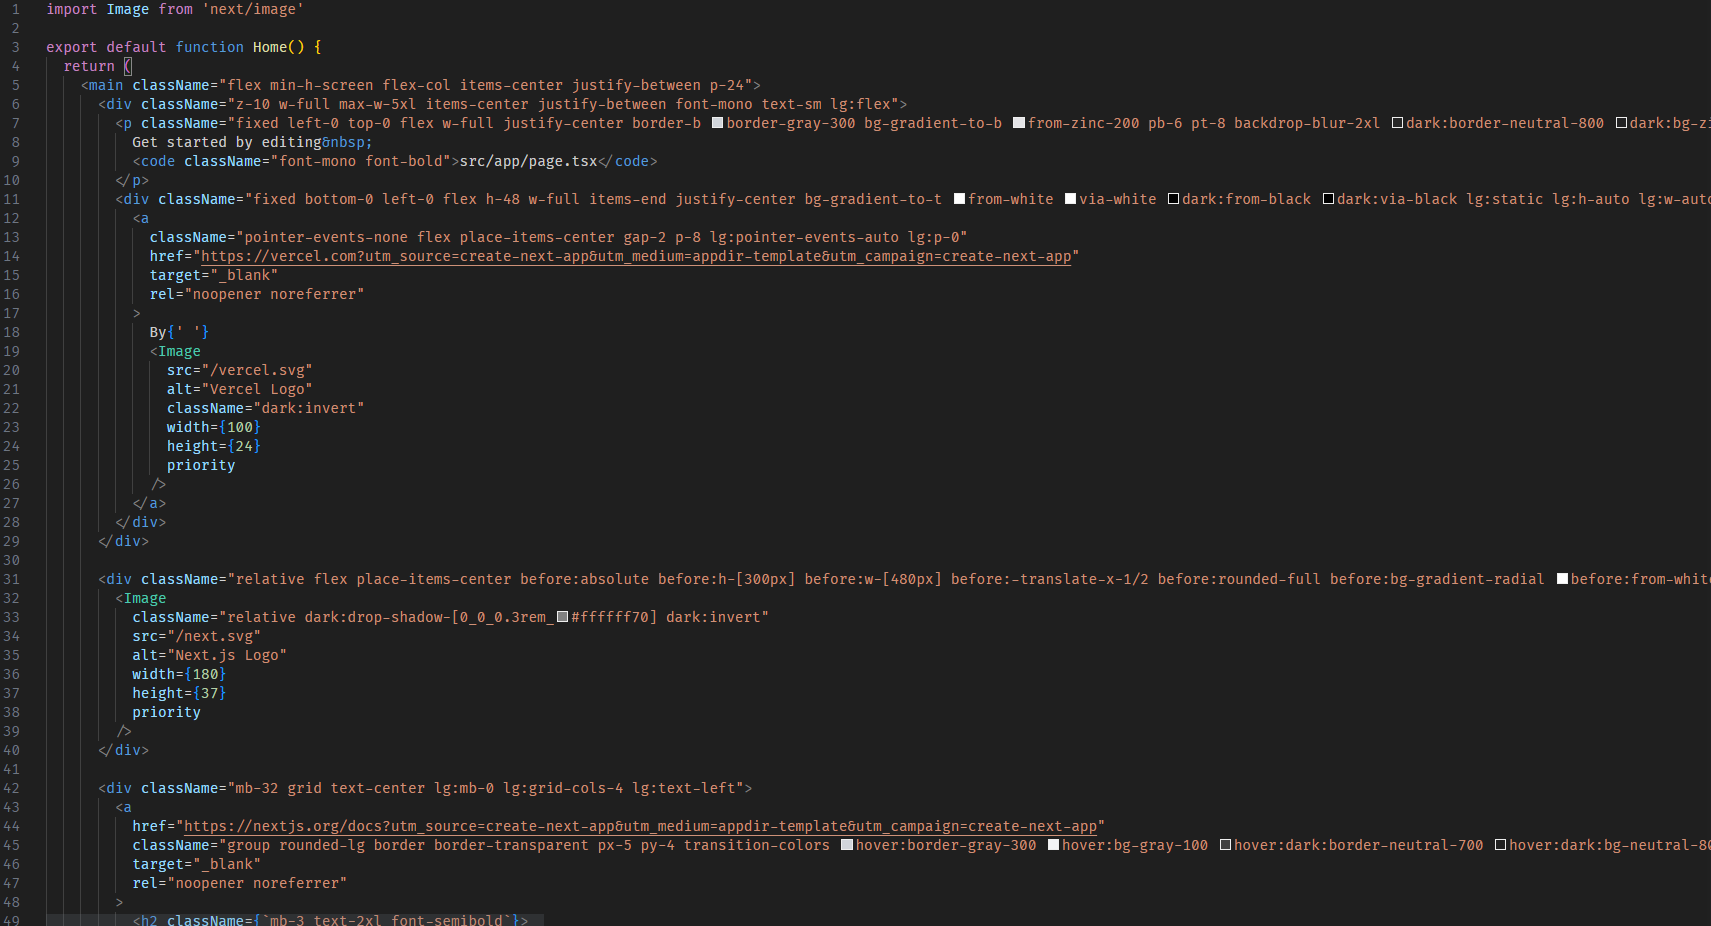 1 import Image from 'next/image'
2
3 export default function Home() {
4 return (
5 <main className="flex min-h-screen flex-col items-center justify-between p-24">
6 <div className="z-10 w-full max-w-5xl items-center justify-between font-mono text-sm lg:flex">
7 <p className="fixed left-0 top-0 flex w-full justify-center border-b border-gray-300 bg-gradient-to-b from-zinc-200 pb-6 pt-8 backdrop-blur-2xl dark:border-neutral-800 dark:bg-zi
8 Get started by editing&nbsp;
9 <code className="font-mono font-bold">src/app/page.tsx</code>
10 </p>
11 <div className="fixed bottom-0 left-0 flex h-48 w-full items-end justify-center bg-gradient-to-t from-white via-white dark:from-black dark:via-black lg:static lg:h-auto lg:w-auto
12 <a
13 className="pointer-events-none flex place-items-center gap-2 p-8 lg:pointer-events-auto lg:p-0"
14 href="https://vercel.com?utm_source=create-next-app&utm_medium=appdir-template&utm_campaign=create-next-app"
15 target="_blank"
16 rel="noopener noreferrer"
17 >
18 By{' '}
19 <Image
20 src="/vercel.svg"
21 alt="Vercel Logo"
22 className="dark:invert"
23 width={100}
24 height={24}
25 priority
26 />
27 </a>
28 </div>
29 </div>
30
31 <div className="relative flex place-items-center before:absolute before:h-[300px] before:w-[480px] before:-translate-x-1/2 before:rounded-full before:bg-gradient-radial before:from-white
32 <Image
33 className="relative dark:drop-shadow-[0_0_0.3rem_#ffffff70] dark:invert"
34 src="/next.svg"
35 alt="Next.js Logo"
36 width={180}
37 height={37}
38 priority
39 />
40 </div>
41
42 <div className="mb-32 grid text-center lg:mb-0 lg:grid-cols-4 lg:text-left">
43 <a
44 href="https://nextjs.org/docs?utm_source=create-next-app&utm_medium=appdir-template&utm_campaign=create-next-app"
45 className="group rounded-lg border border-transparent px-5 py-4 transition-colors hover:border-gray-300 hover:bg-gray-100 hover:dark:border-neutral-700 hover:dark:bg-neutral-80
46 target="_blank"
47 rel="noopener noreferrer"
48 >
49 <h2 className={`mb-3 text-2xl font-semibold`}>